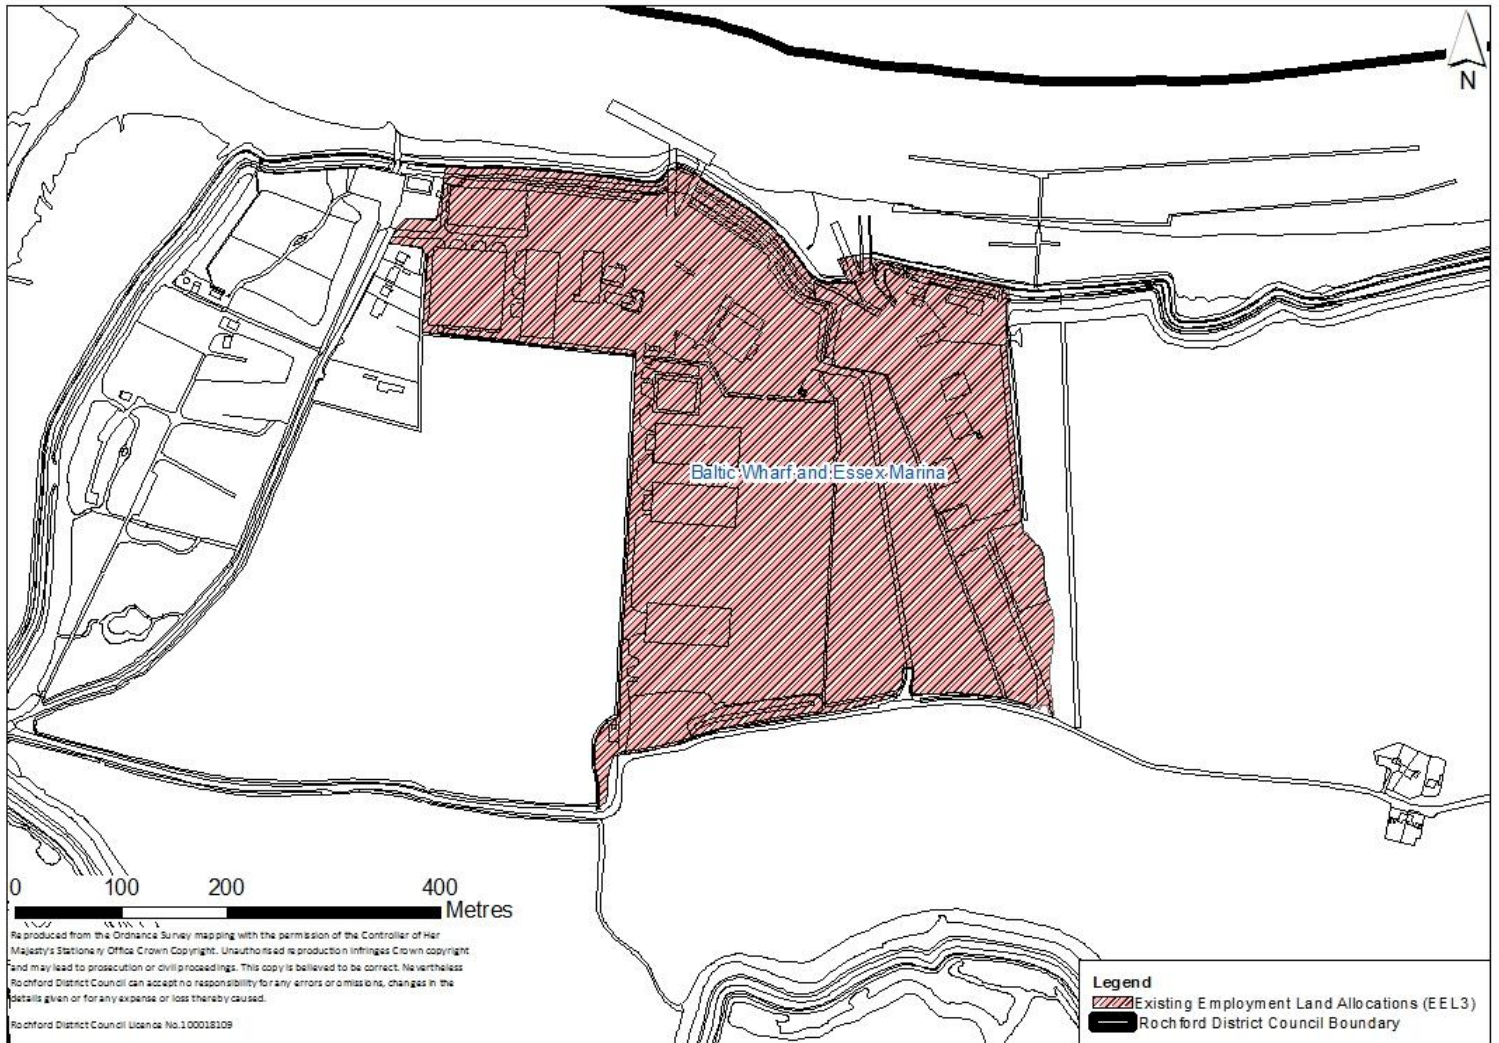 N
Baltic Wharf and Essex Marina
0 100 200 400
Metres
Reproduced from the Ordnance Survey mapping with the permission of the Controller of Her
Majesty's Stationery Office Crown Copyright. Unauthorised reproduction infringes Crown copyright
and may lead to prosecution or civil proceedings. This copy is believed to be correct. Nevertheless
Rochford District Council can accept no responsibility for any errors or omissions, changes in the
details given or for any expense or loss thereby caused.
Rochford District Council Licence No.100018109
Legend
Existing Employment Land Allocations (EEL3)
Rochford District Council Boundary